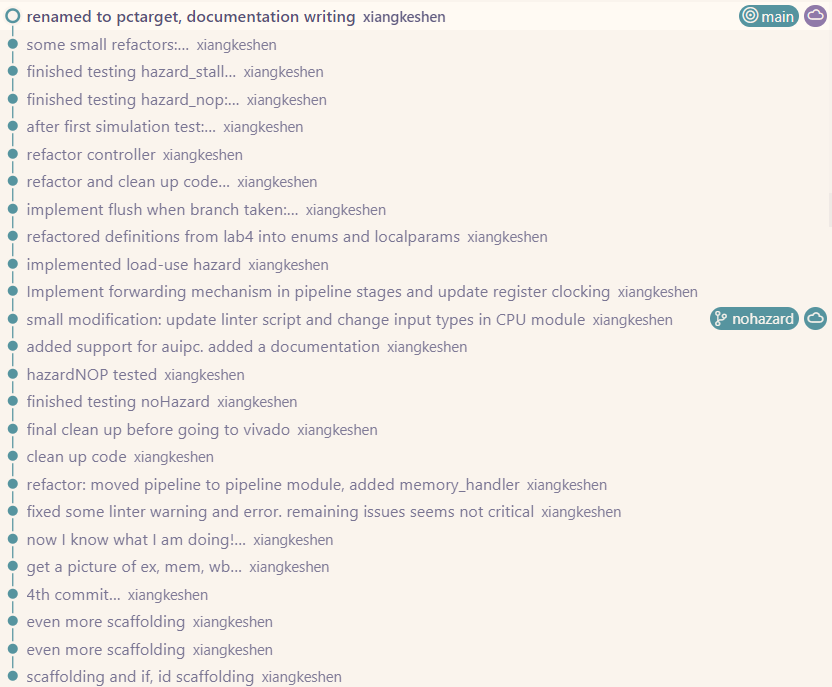 renamed to pctarget, documentation writing xiangkeshen main
some small refactors:... xiangkeshen
finished testing hazard_stall... xiangkeshen
finished testing hazard_nop:... xiangkeshen
after first simulation test:... xiangkeshen
refactor controller xiangkeshen
refactor and clean up code... xiangkeshen
implement flush when branch taken:... xiangkeshen
refactored definitions from lab4 into enums and localparams xiangkeshen
implemented load-use hazard xiangkeshen
Implement forwarding mechanism in pipeline stages and update register clocking xiangkeshen
small modification: update linter script and change input types in CPU module xiangkeshen nohazard
added support for auipc. added a documentation xiangkeshen
hazardNOP tested xiangkeshen
finished testing noHazard xiangkeshen
final clean up before going to vivado xiangkeshen
clean up code xiangkeshen
refactor: moved pipeline to pipeline module, added memory_handler xiangkeshen
fixed some linter warning and error. remaining issues seems not critical xiangkeshen
now I know what I am doing!... xiangkeshen
get a picture of ex, mem, wb... xiangkeshen
4th commit... xiangkeshen
even more scaffolding xiangkeshen
even more scaffolding xiangkeshen
scaffolding and if, id scaffolding xiangkeshen